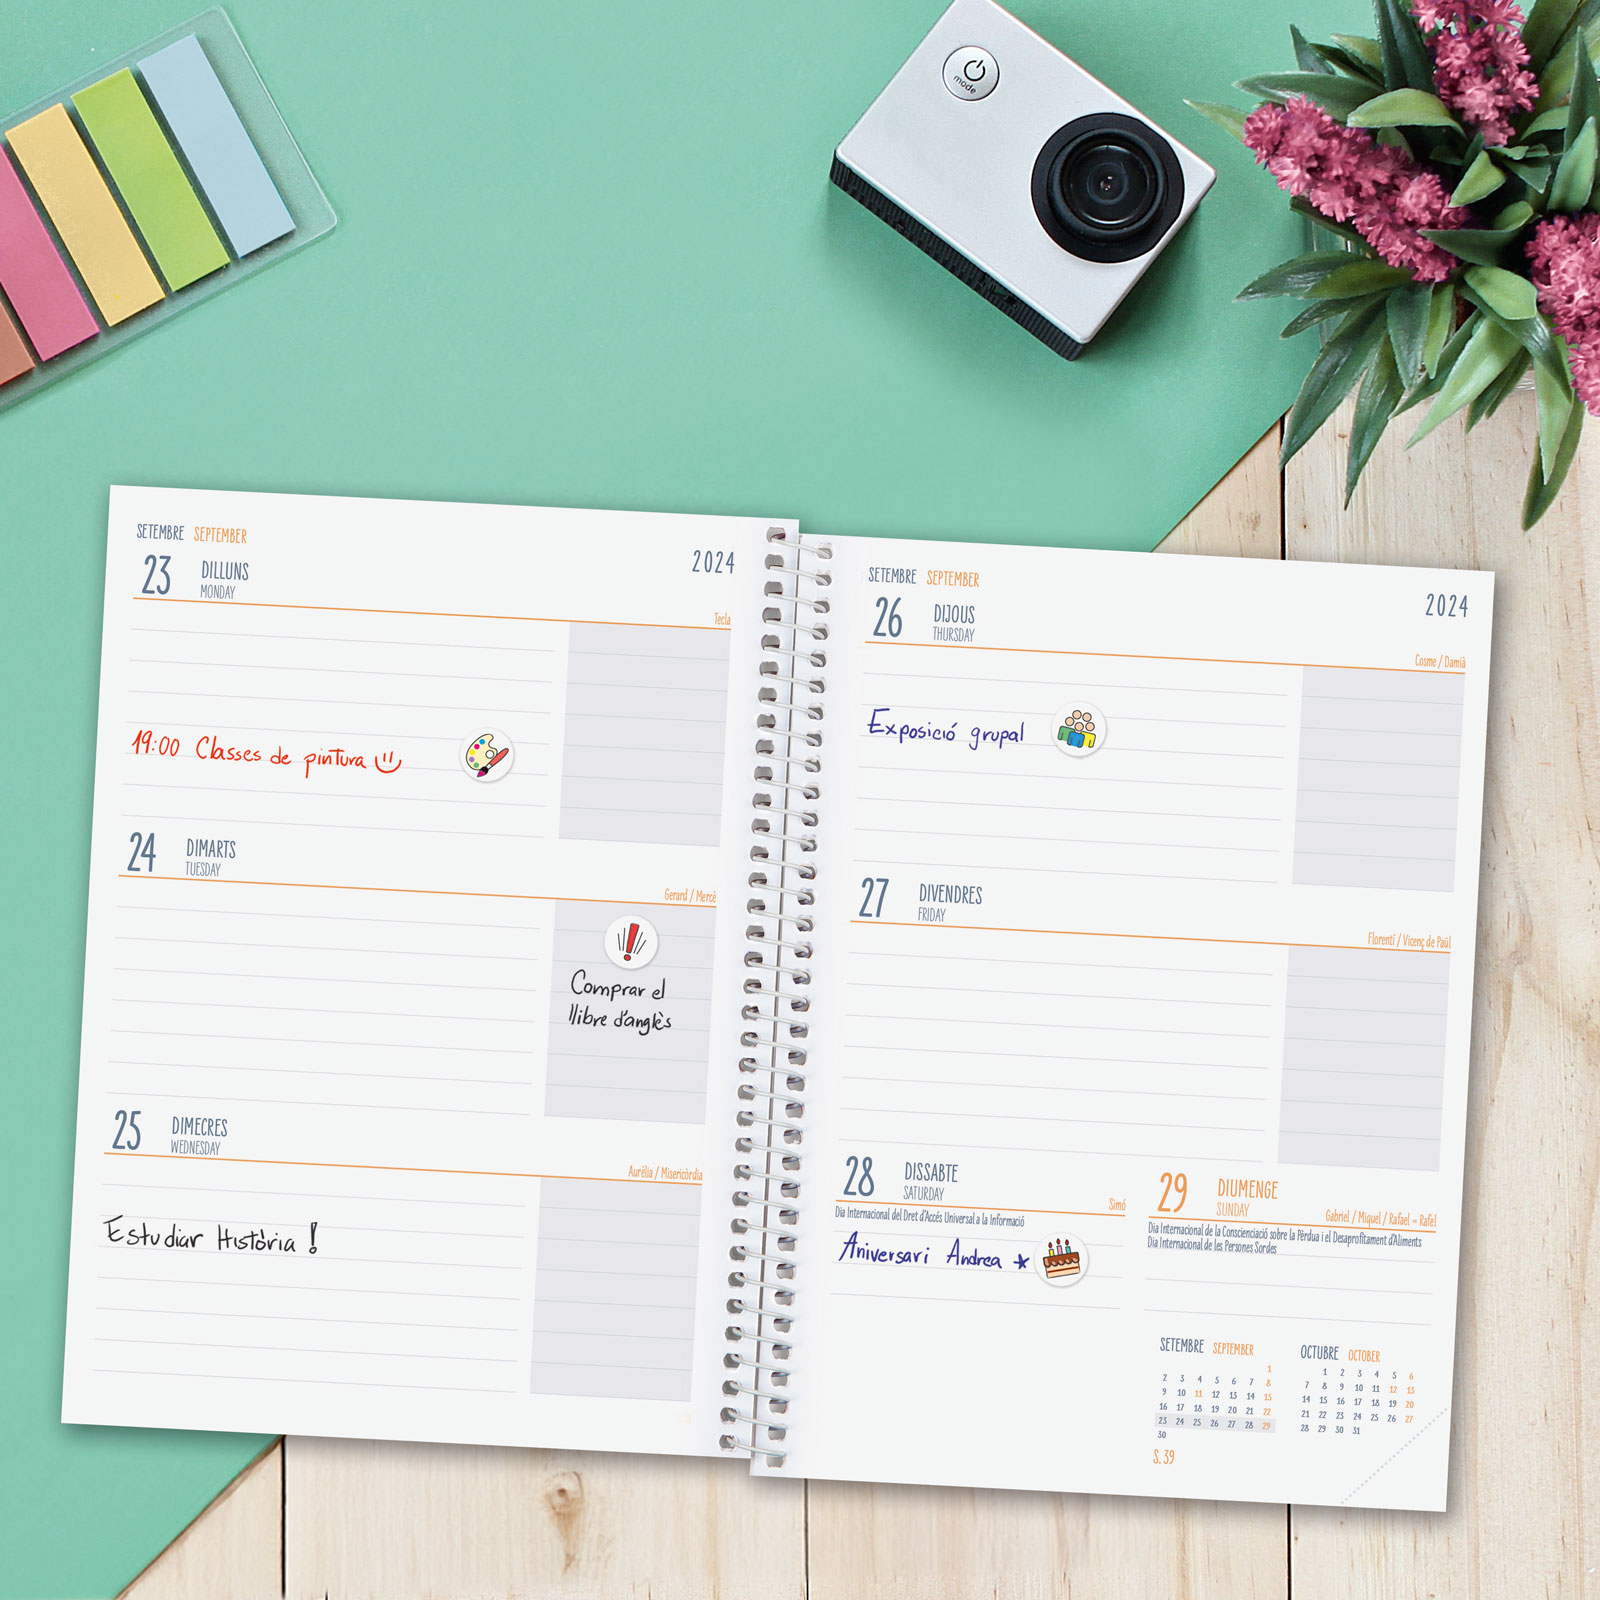 mode
SETEMBRE SEPTEMBER
2024
23 DILLUNS
MONDAY
Tecla
19:00 Classes de pintura
24 DIMARTS
TUESDAY
Gerard / Mercè
Comprar el
llibre d'anglès
25 DIMECRES
WEDNESDAY
Aurèlia / Misericòrdia
Estudiar Història !
SETEMBRE SEPTEMBER
2024
26 DIJOUS
THURSDAY
Cosme / Damià
Exposició grupal
27 DIVENDRES
FRIDAY
Florentí / Vicenç de Paül
28 DISSABTE
SATURDAY
Simó
Dia Internacional del Dret d'Accés Universal a la Informació
Aniversari Andrea
29 DIUMENGE
SUNDAY
Gabriel / Miquel / Rafael = Rafèl
Dia Internacional de la Conscienciació sobre la Pèrdua i el Desaprofitament d'Aliments
Dia Internacional de les Persones Sordes
SETEMBRE SEPTEMBER
1
2 3 4 5 6 7 8
9 10 11 12 13 14 15
16 17 18 19 20 21 22
23 24 25 26 27 28 29
30
S. 39
OCTUBRE OCTOBER
1 2 3 4 5 6
7 8 9 10 11 12 13
14 15 16 17 18 19 20
21 22 23 24 25 26 27
28 29 30 31